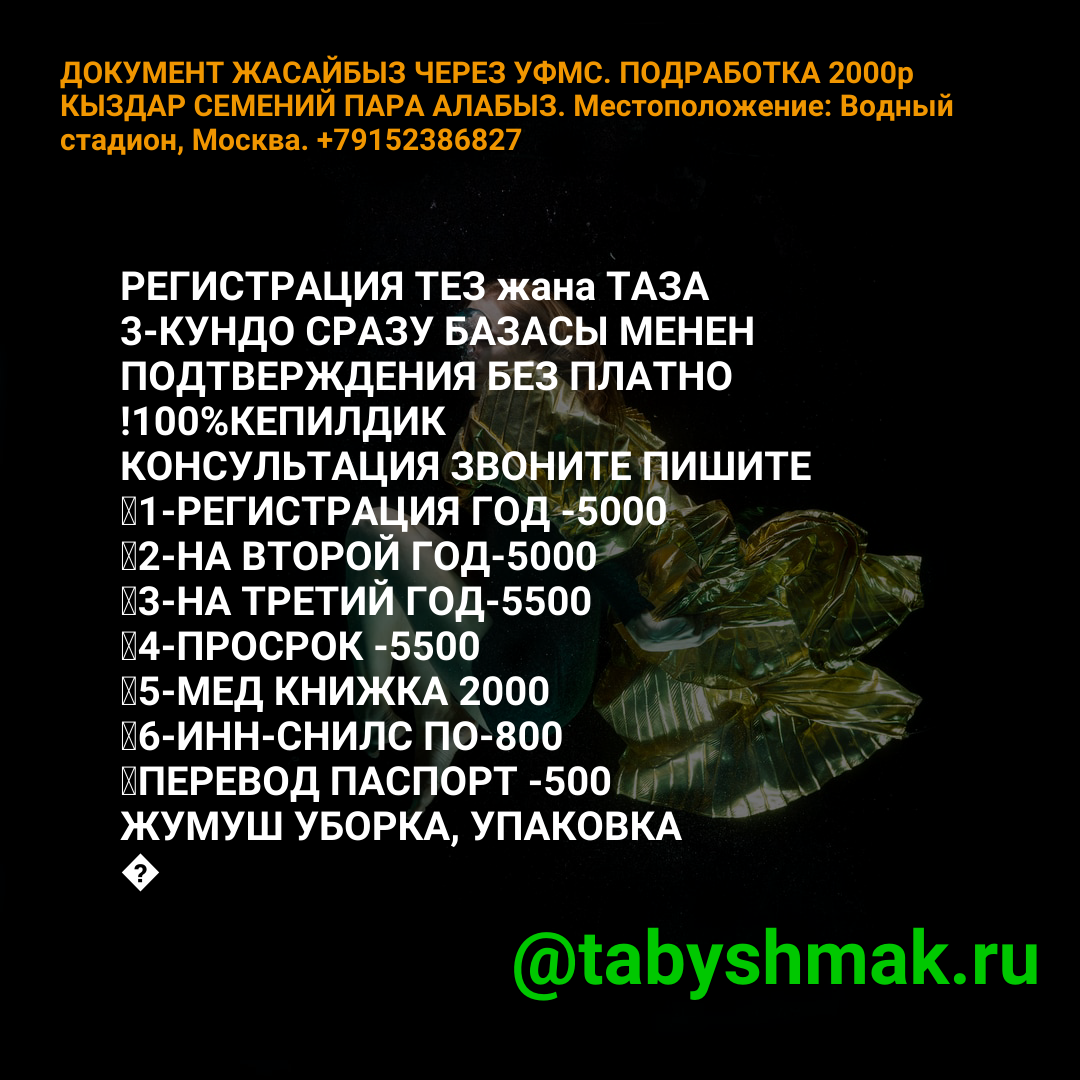 ДОКУМЕНТ ЖАСАЙБЫЗ ЧЕРЕЗ УФМС. ПОДРАБОТКА 2000р
КЫЗДАР СЕМЕНИЙ ПАРА АЛАБЫЗ. Местоположение: Водный
стадион, Москва. +79152386827
РЕГИСТРАЦИЯ ТЕЗ жана ТАЗА
3-КУНДО СРАЗУ БАЗАСЫ МЕНЕН
ПОДТВЕРЖДЕНИЯ БЕЗ ПЛАТНО
!100%КЕПИЛДИК
КОНСУЛЬТАЦИЯ ЗВОНИТЕ ПИШИТЕ
1-РЕГИСТРАЦИЯ ГОД -5000
2-НА ВТОРОЙ ГОД-5000
3-НА ТРЕТИЙ ГОД-5500
4-ПРОСРОК -5500
5-МЕД КНИЖКА 2000
6-ИНН-СНИЛС ПО-800
ПЕРЕВОД ПАСПОРТ -500
ЖУМУШ УБОРКА, УПАКОВКА
�
@tabyshmak.ru